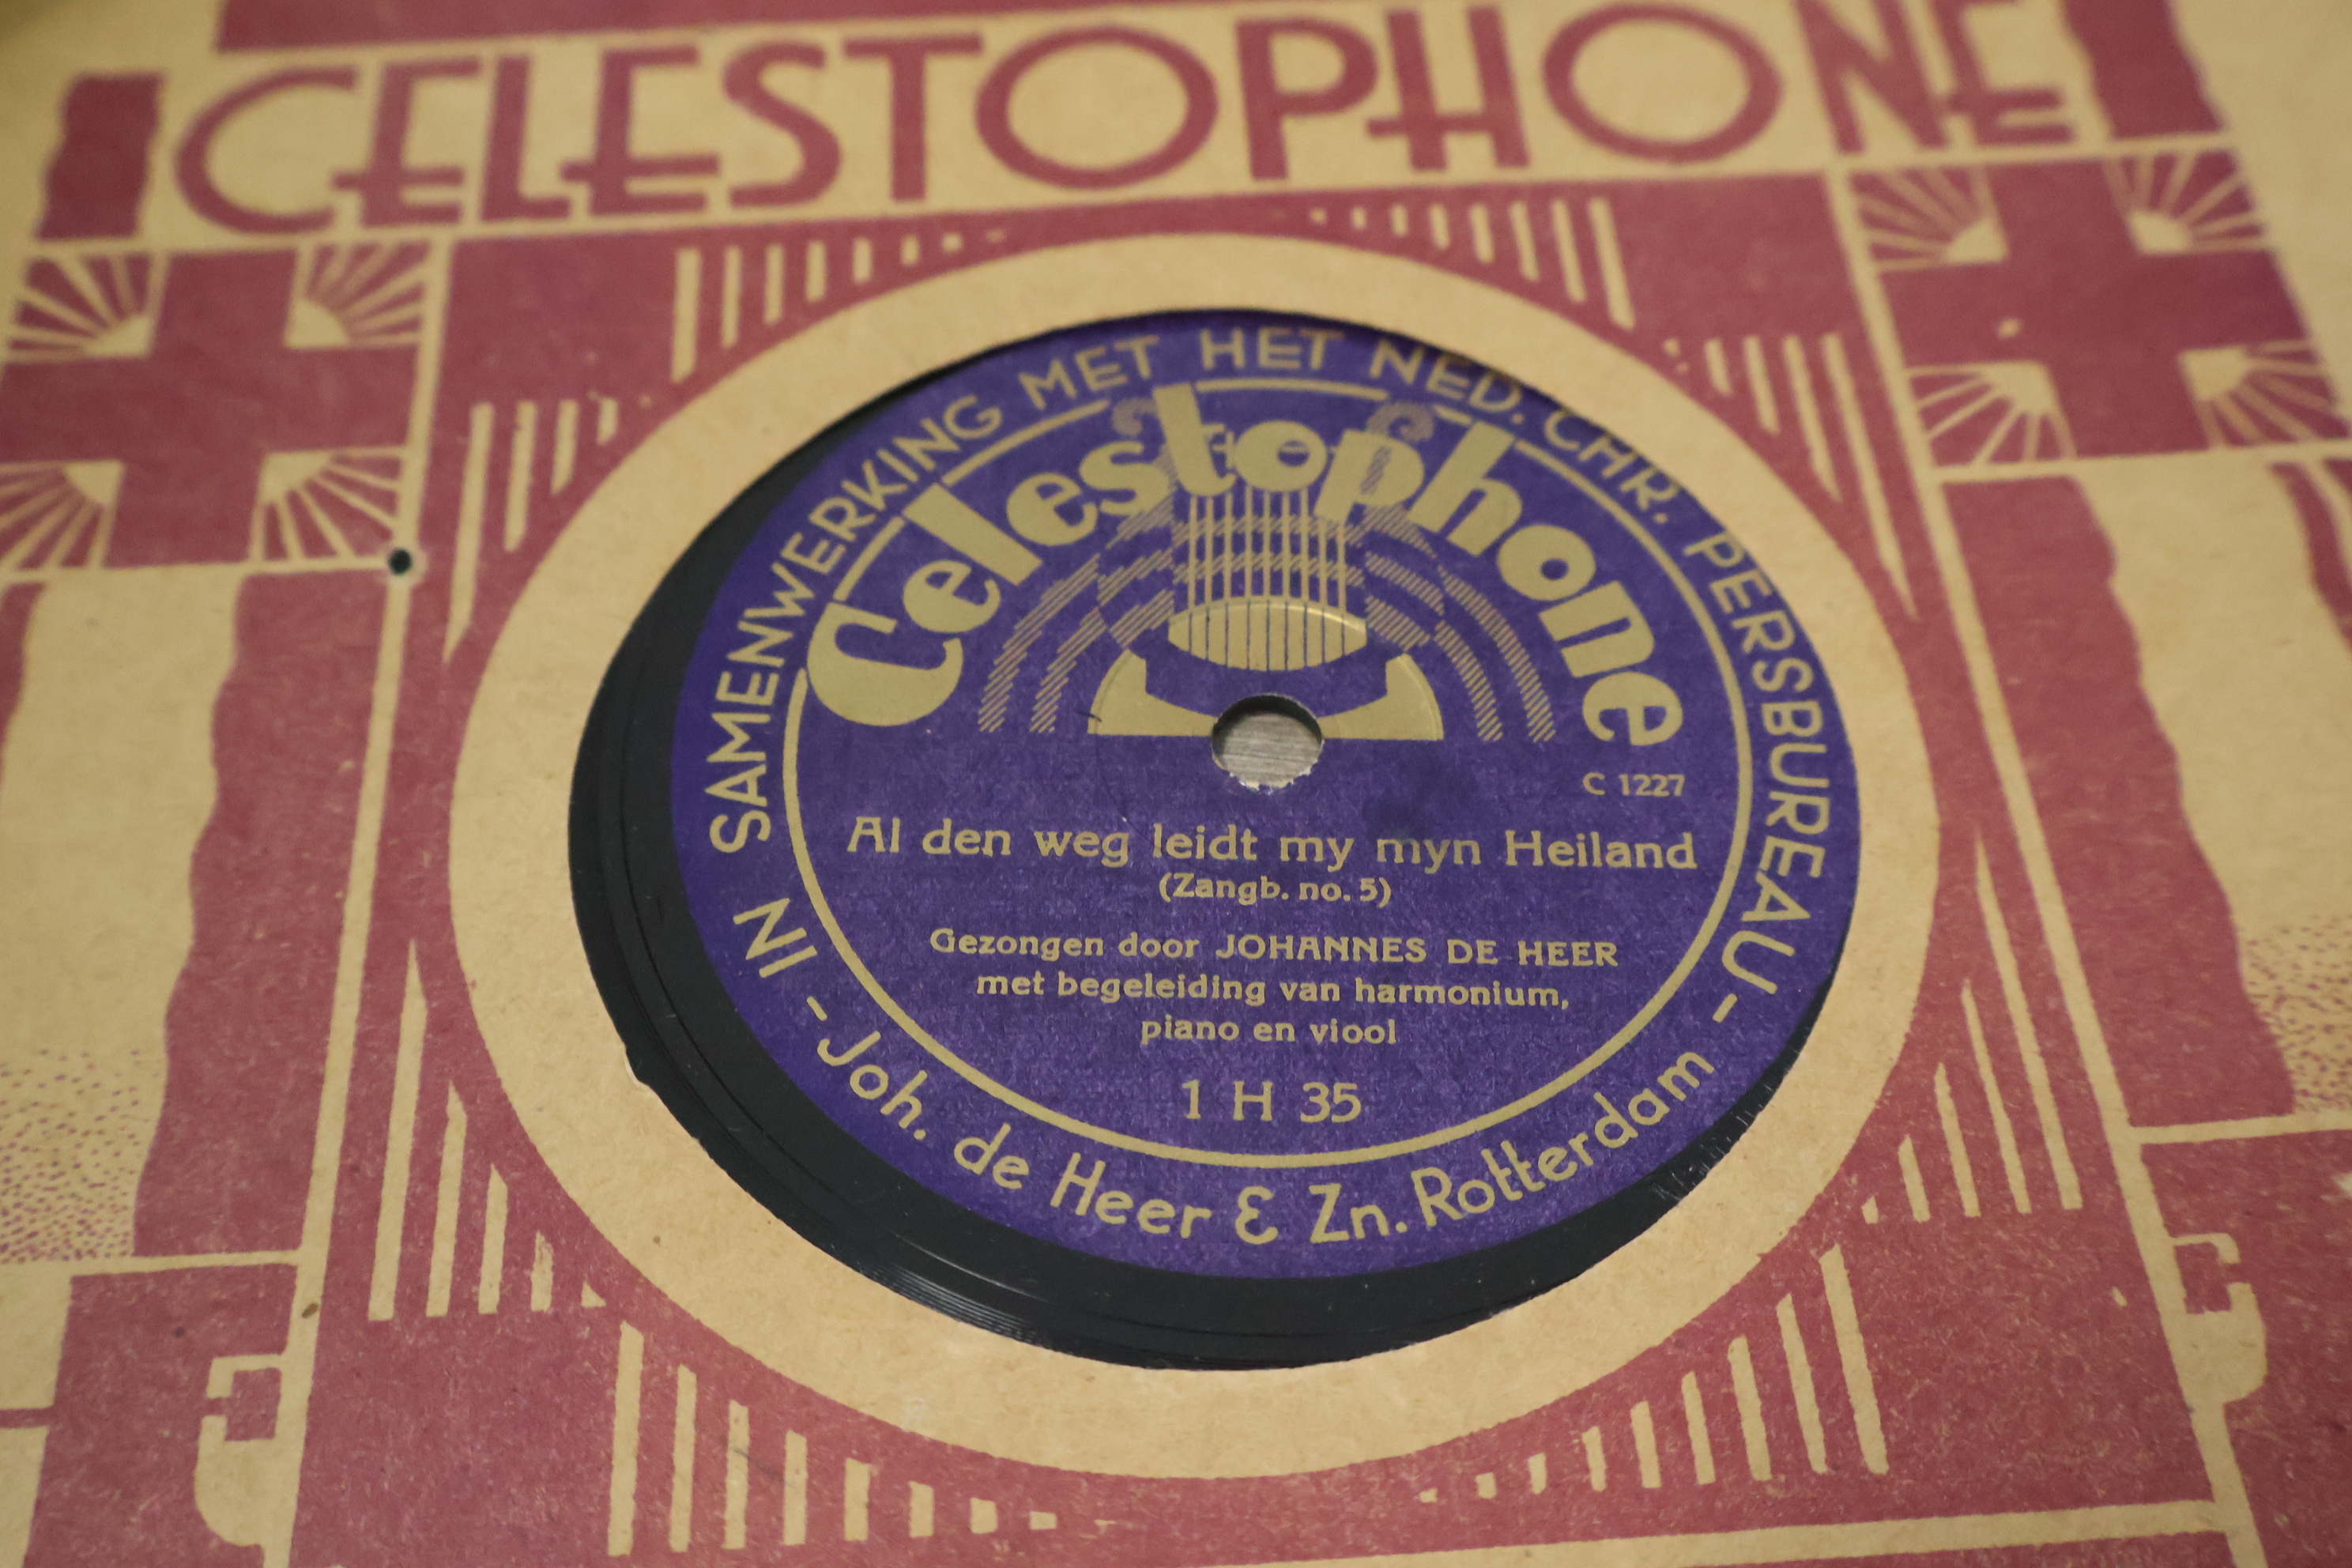 CELESTOPHONE
IN SAMENWERKING MET HET NED. CHR. PERSBUREAU -
Celestophone
C 1227
Al den weg leidt my myn Heiland
(Zangb. no. 5)
Gezongen door JOHANNES DE HEER
met begeleiding van harmonium,
piano en viool
1 H 35
- Joh. de Heer & Zn. Rotterdam